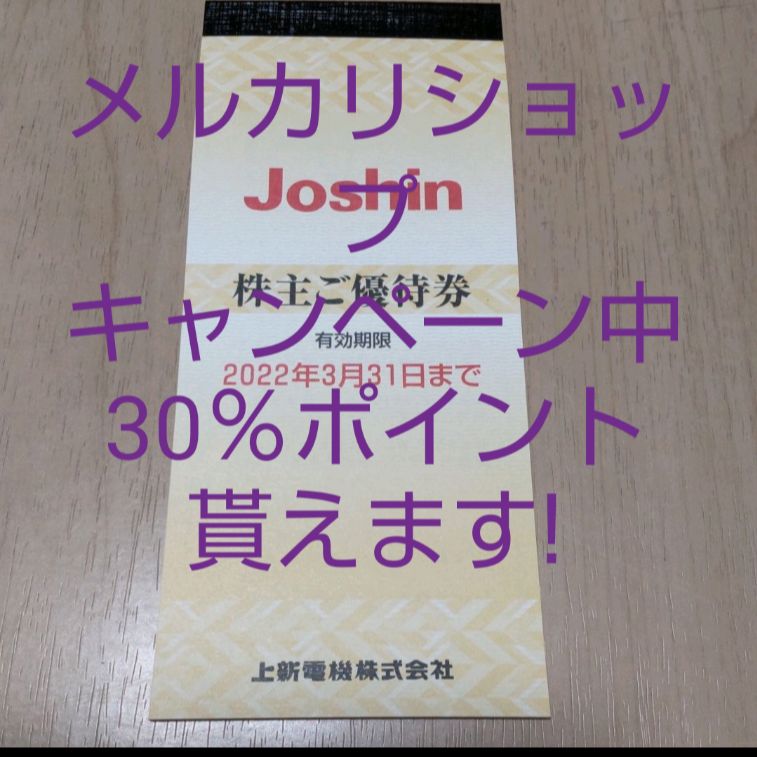 メルカリショッ
プ
Joshin
株主ご優待券
キャンペーン中
有効期限
2022年3月31日まで
30%ポイント
貰えます!
上新電機株式会社